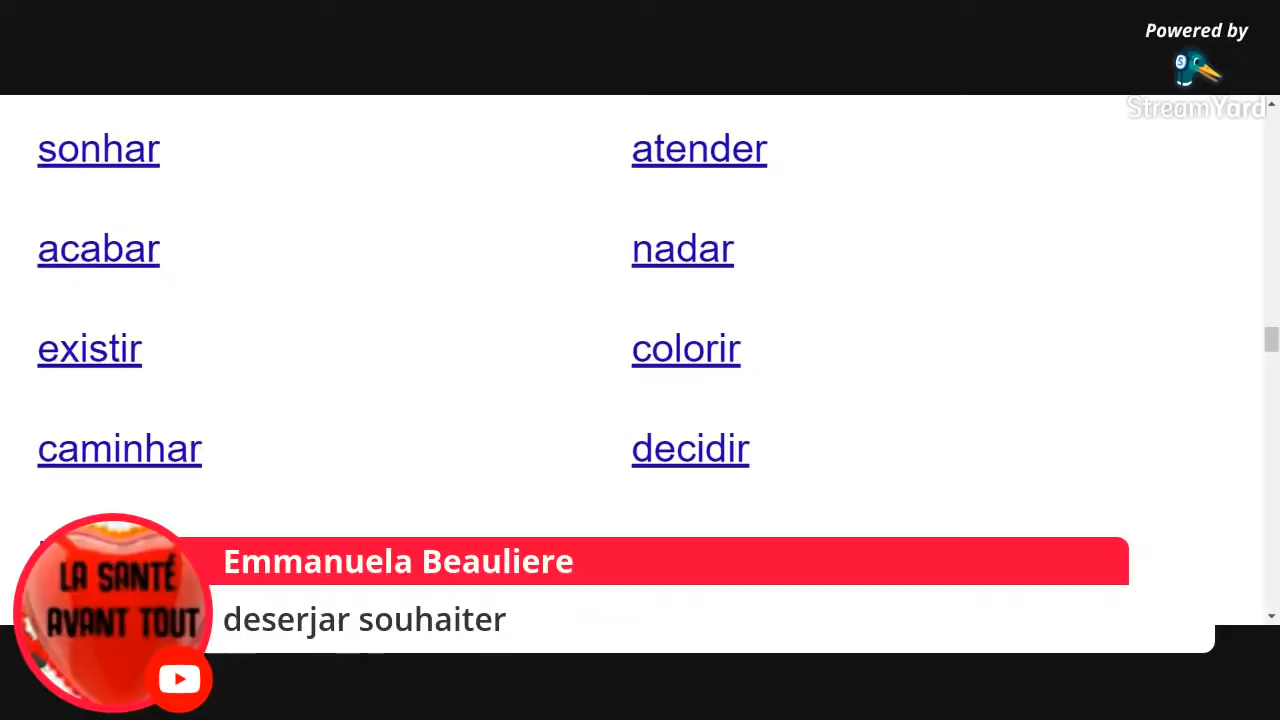 Powered by
StreamYard
sonhar
atender
acabar
nadar
existir
colorir
caminhar
decidir
Emmanuela Beauliere
deserjar souhaiter
LA SANTÉ
AVANT TOUT